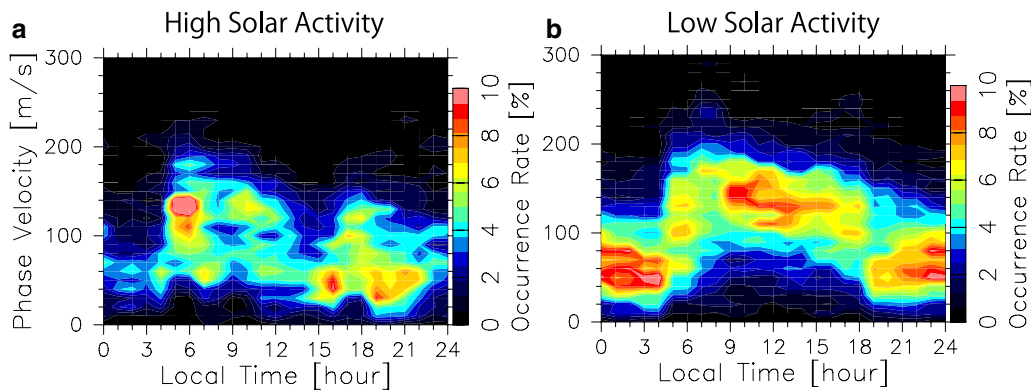 a
High Solar Activity
300
200
100
0
Phase Velocity [m/s]
0 3 6 9 12 15 18 21 24
Local Time [hour]
10
8
6
4
2
0
Occurrence Rate [%]
b
Low Solar Activity
300
200
100
0
0 3 6 9 12 15 18 21 24
Local Time [hour]
10
8
6
4
2
0
Occurrence Rate [%]